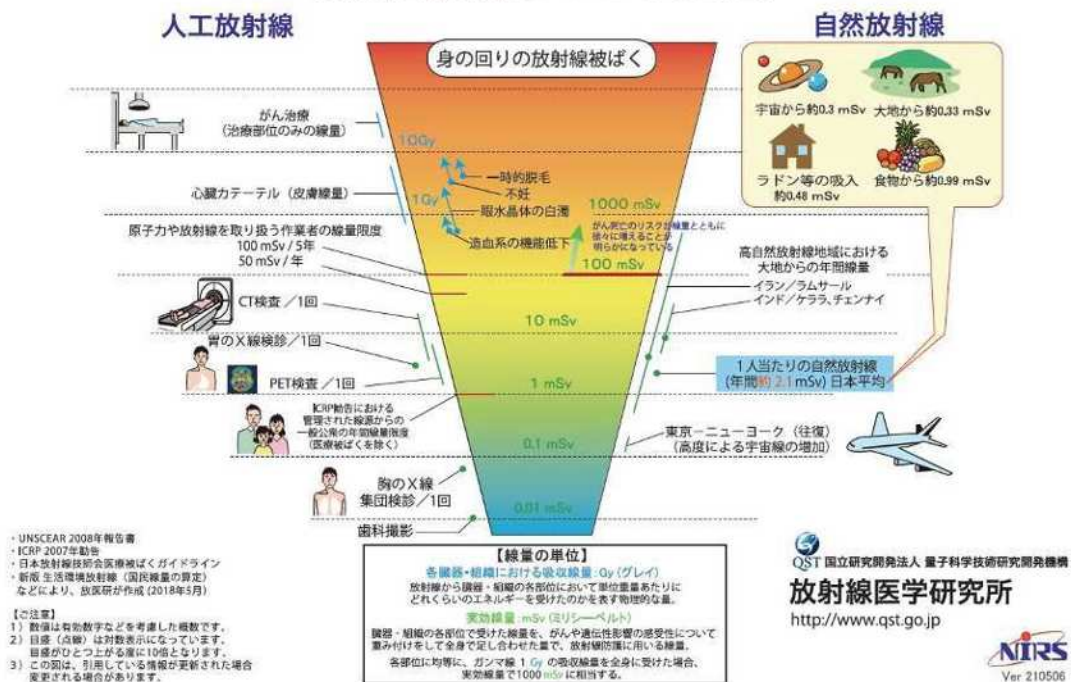 人工放射線
自然放射線
身の回りの放射線被ばく
宇宙から約0.3 mSv
大地から約0.33 mSv
ラドン等の吸入
約0.48 mSv
食物から約0.99 mSv
がん治療
(治療部位のみの線量)
10Gy
心臓カテーテル(皮膚線量)
1Gy
一時的脱毛
不妊
眼水晶体の白濁
造血系の機能低下
1000 mSv
がん死亡のリスクが線量とともに
徐々に増えることが
明らかになっている
100 mSv
原子力や放射線を取り扱う作業者の線量限度
100 mSv / 5年
50 mSv / 年
高自然放射線地域における
大地からの年間線量
イラン/ラムサール
インド/ケララ、チェンナイ
CT検査/1回
10 mSv
胃のX線検診/1回
PET検査/1回
1 mSv
1人当たりの自然放射線
(年間約 2.1 mSv) 日本平均
ICRP勧告における
管理された線源からの
一般公衆の年間線量限度
(医療被ばくを除く)
0.1 mSv
東京-ニューヨーク(往復)
(高度による宇宙線の増加)
胸のX線
集団検診/1回
0.01 mSv
歯科撮影
・UNSCEAR 2008年報告書
・ICRP 2007年勧告
・日本放射線技師会医療被ばくガイドライン
・新版 生活環境放射線(国民線量の算定)
などにより、放医研が作成(2018年5月)
【ご注意】
1)数値は有効数字などを考慮した概数です。
2)目盛(点線)は対数表示になっています。
目盛がひとつ上がる度に10倍となります。
3)この図は、引用している情報が更新された場合
変更される場合があります。
【線量の単位】
各臓器・組織における吸収線量:Gy(グレイ)
放射線から臓器・組織の各部位において単位重量あたりに
どれくらいのエネルギーを受けたのかを表す物理的な量。
実効線量:mSv(ミリシーベルト)
臓器・組織の各部位で受けた線量を、がんや遺伝性影響の感受性について
重み付けをして全身で足し合わせた量で、放射線防護に用いる線量。
各部位に均等に、ガンマ線 1 Gy の吸収線量を全身に受けた場合、
実効線量で1000 mSv に相当する。
QST 国立研究開発法人 量子科学技術研究開発機構
放射線医学研究所
http://www.qst.go.jp
NIRS
Ver 210506